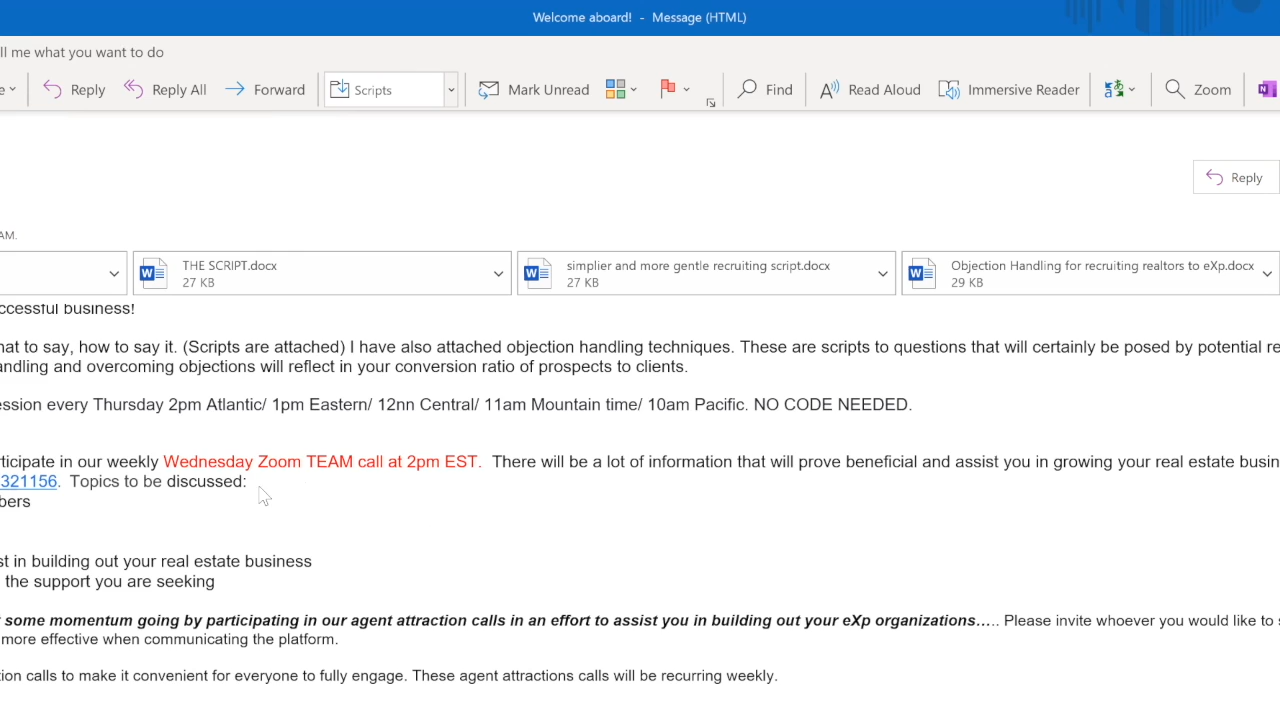 Welcome aboard! - Message (HTML)
ll me what you want to do
e Reply Reply All Forward Scripts Mark Unread Find Read Aloud Immersive Reader Zoom
Reply
AM.
THE SCRIPT.docx
27 KB
simplier and more gentle recruiting script.docx
27 KB
Objection Handling for recruiting realtors to eXp.docx
29 KB
ccessful business!
hat to say, how to say it. (Scripts are attached) I have also attached objection handling techniques. These are scripts to questions that will certainly be posed by potential re
andling and overcoming objections will reflect in your conversion ratio of prospects to clients.
ession every Thursday 2pm Atlantic/ 1pm Eastern/ 12nn Central/ 11am Mountain time/ 10am Pacific. NO CODE NEEDED.
rticipate in our weekly Wednesday Zoom TEAM call at 2pm EST. There will be a lot of information that will prove beneficial and assist you in growing your real estate busin
321156. Topics to be discussed:
bers
st in building out your real estate business
the support you are seeking
some momentum going by participating in our agent attraction calls in an effort to assist you in building out your eXp organizations….. Please invite whoever you would like to s
more effective when communicating the platform.
tion calls to make it convenient for everyone to fully engage. These agent attractions calls will be recurring weekly.